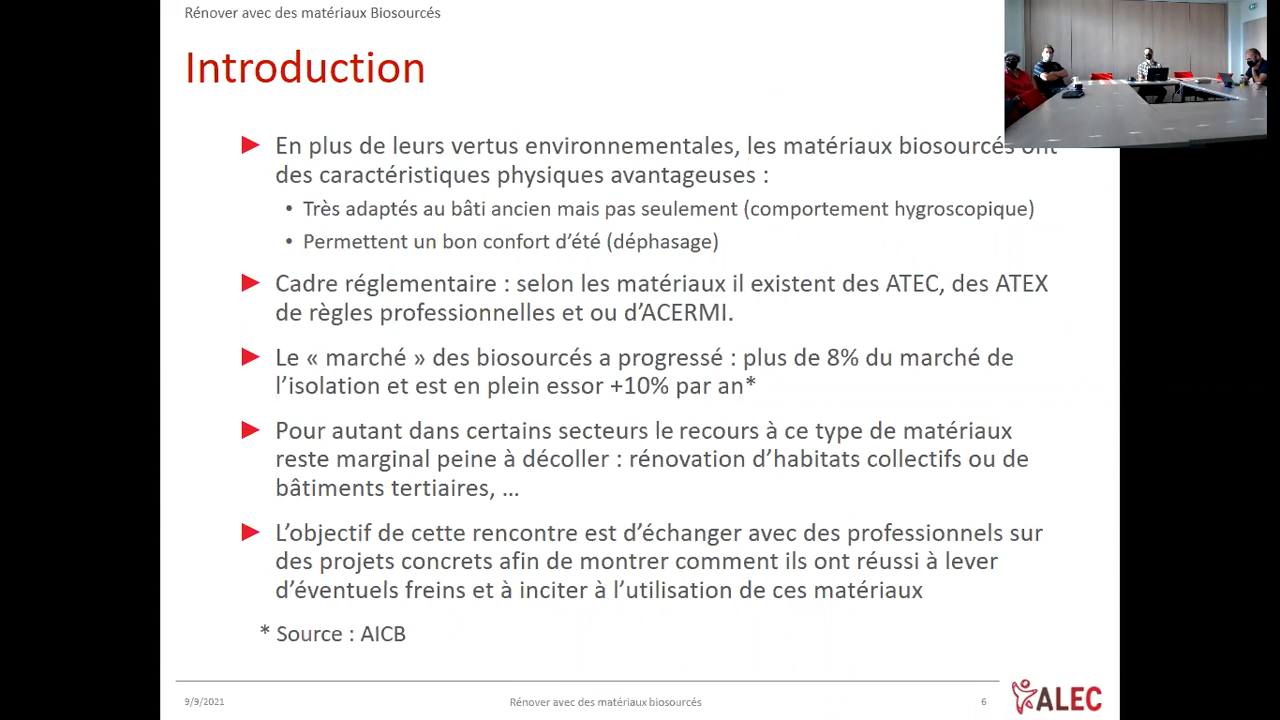 Rénover avec des matériaux Biosourcés
Introduction
En plus de leurs vertus environnementales, les matériaux biosourcés ont
des caractéristiques physiques avantageuses :
• Très adaptés au bâti ancien mais pas seulement (comportement hygroscopique)
• Permettent un bon confort d’été (déphasage)
Cadre réglementaire : selon les matériaux il existent des ATEC, des ATEX
de règles professionnelles et ou d’ACERMI.
Le « marché » des biosourcés a progressé : plus de 8% du marché de
l’isolation et est en plein essor +10% par an*
Pour autant dans certains secteurs le recours à ce type de matériaux
reste marginal peine à décoller : rénovation d’habitats collectifs ou de
bâtiments tertiaires, …
L’objectif de cette rencontre est d’échanger avec des professionnels sur
des projets concrets afin de montrer comment ils ont réussi à lever
d’éventuels freins et à inciter à l’utilisation de ces matériaux
* Source : AICB
9/9/2021
Rénover avec des matériaux biosourcés
6
ALEC